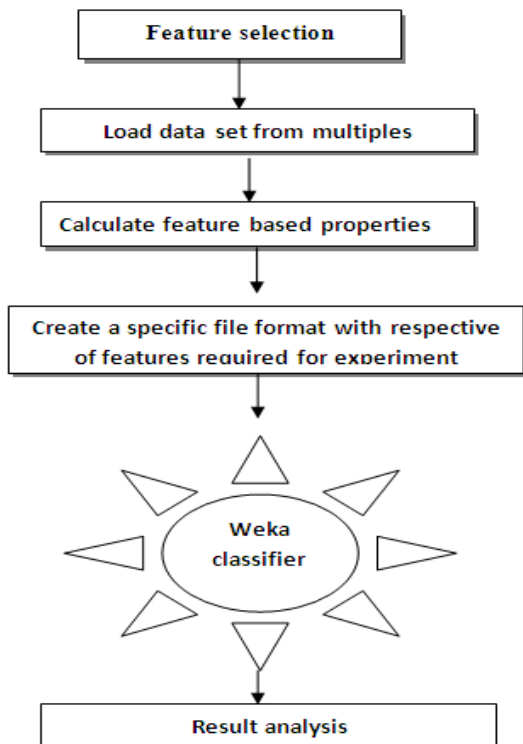 Feature selection
Load data set from multiples
Calculate feature based properties
Create a specific file format with respective
of features required for experiment
Weka
classifier
Result analysis